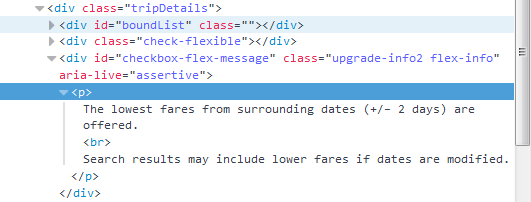 <div class="tripDetails">
<div id="boundList" class=""></div>
<div class="check-flexible"></div>
<div id="checkbox-flex-message" class="upgrade-info2 flex-info"
aria-live="assertive">
<p>
The lowest fares from surrounding dates (+/- 2 days) are
offered.
<br>
Search results may include lower fares if dates are modified.
</p>
</div>